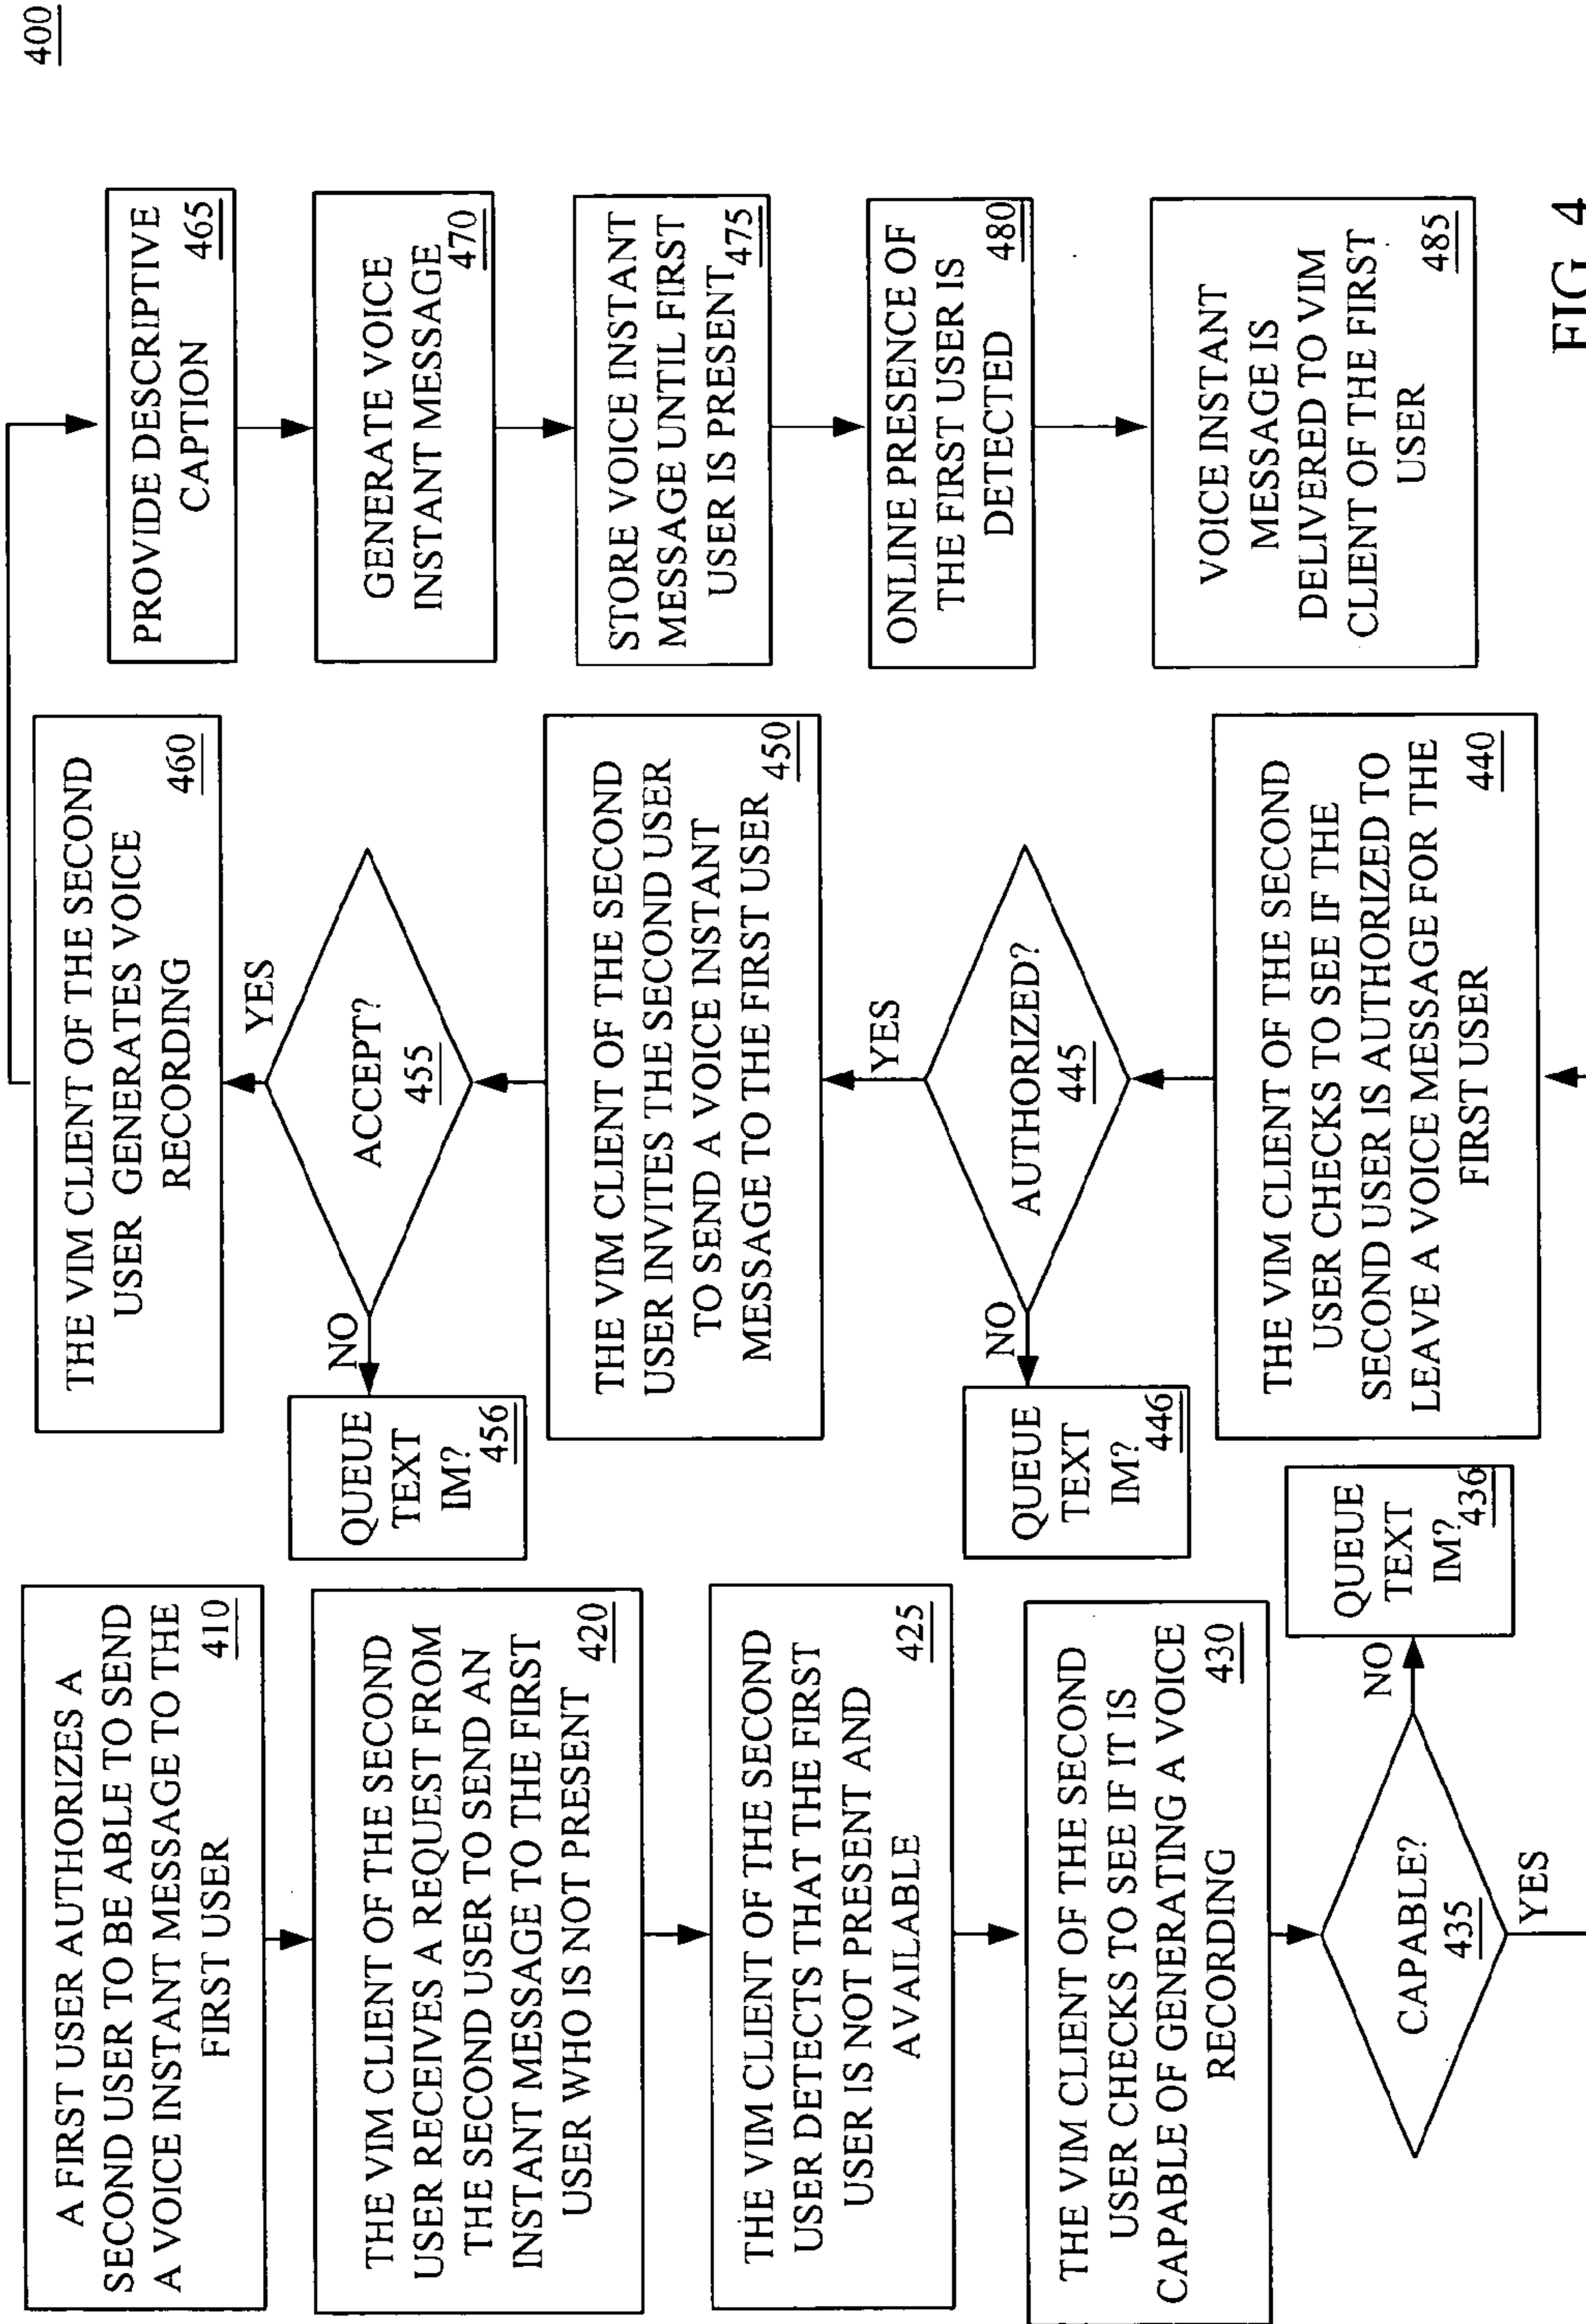 400
A FIRST USER AUTHORIZES A
SECOND USER TO BE ABLE TO SEND
A VOICE INSTANT MESSAGE TO THE
FIRST USER
410
THE VIM CLIENT OF THE SECOND
USER RECEIVES A REQUEST FROM
THE SECOND USER TO SEND AN
INSTANT MESSAGE TO THE FIRST
USER WHO IS NOT PRESENT
420
THE VIM CLIENT OF THE SECOND
USER DETECTS THAT THE FIRST
USER IS NOT PRESENT AND
AVAILABLE
425
THE VIM CLIENT OF THE SECOND
USER CHECKS TO SEE IF IT IS
CAPABLE OF GENERATING A VOICE
RECORDING
430
CAPABLE?
435
NO
QUEUE
TEXT
IM?
436
YES
THE VIM CLIENT OF THE SECOND
USER CHECKS TO SEE IF THE
SECOND USER IS AUTHORIZED TO
LEAVE A VOICE MESSAGE FOR THE
FIRST USER
440
AUTHORIZED?
445
NO
QUEUE
TEXT
IM?
446
YES
THE VIM CLIENT OF THE SECOND
USER INVITES THE SECOND USER
TO SEND A VOICE INSTANT
MESSAGE TO THE FIRST USER
450
ACCEPT?
455
NO
QUEUE
TEXT
IM?
456
YES
THE VIM CLIENT OF THE SECOND
USER GENERATES VOICE
RECORDING
460
PROVIDE DESCRIPTIVE
CAPTION
465
GENERATE VOICE
INSTANT MESSAGE
470
STORE VOICE INSTANT
MESSAGE UNTIL FIRST
USER IS PRESENT
475
ONLINE PRESENCE OF
THE FIRST USER IS
DETECTED
480
VOICE INSTANT
MESSAGE IS
DELIVERED TO VIM
CLIENT OF THE FIRST
USER
485
FIG. 4